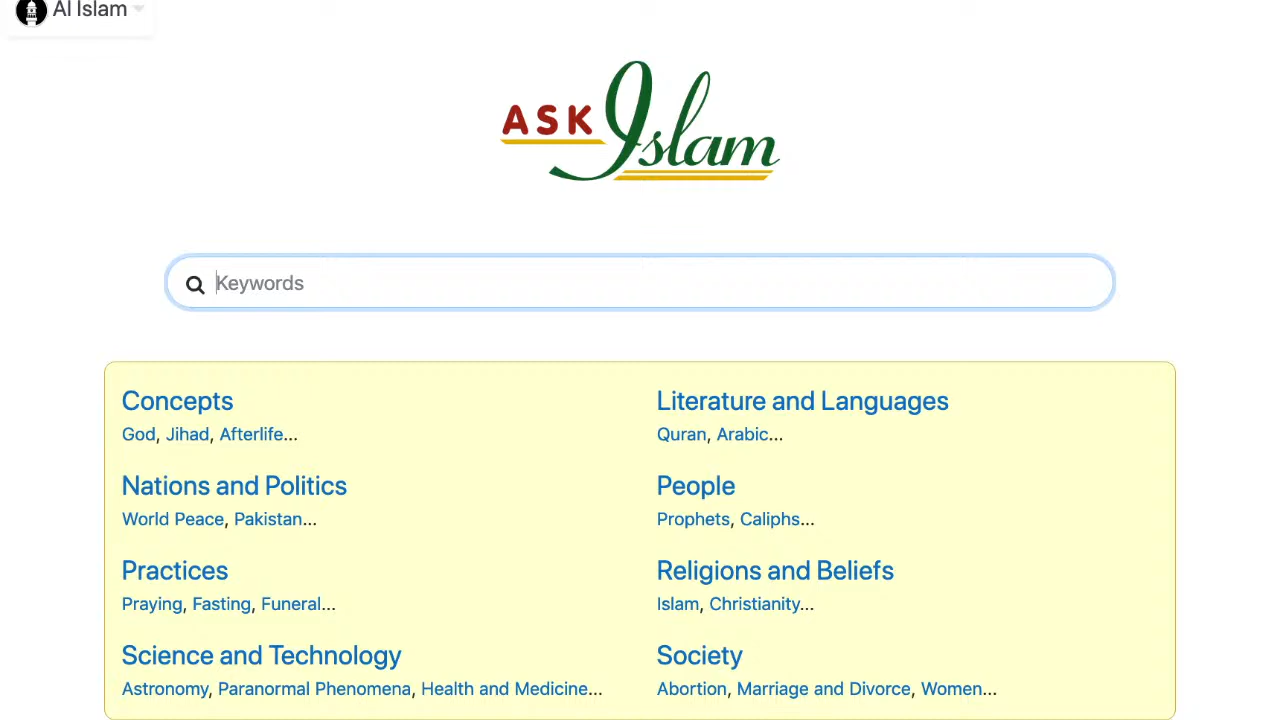 Al Islam
ASK Islam
Keywords
Concepts
God, Jihad, Afterlife...
Literature and Languages
Quran, Arabic...
Nations and Politics
World Peace, Pakistan...
People
Prophets, Caliphs...
Practices
Praying, Fasting, Funeral...
Religions and Beliefs
Islam, Christianity...
Science and Technology
Astronomy, Paranormal Phenomena, Health and Medicine...
Society
Abortion, Marriage and Divorce, Women...